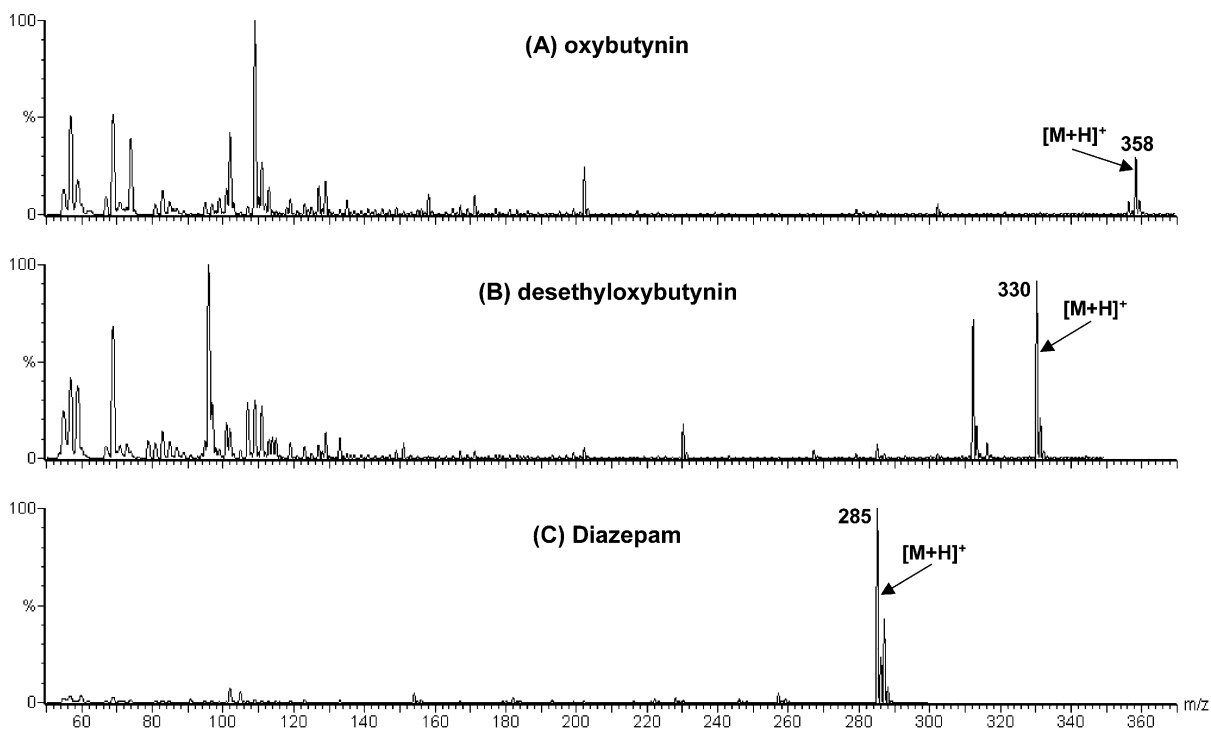 100
(A) oxybutynin
%
[M+H]+
358
0
100
(B) desethyloxybutynin
330
[M+H]+
%
0
100
285
(C) Diazepam
[M+H]+
%
0
60 80 100 120 140 160 180 200 220 240 260 280 300 320 340 360 m/z